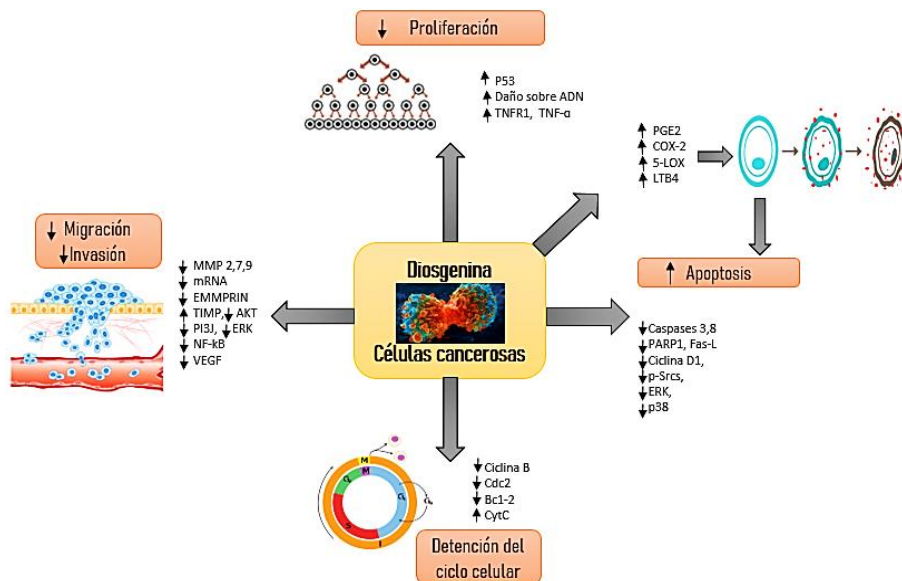 ↓ Proliferación
↑ P53
↑ Daño sobre ADN
↑ TNFR1, TNF-α
↑ PGE2
↑ COX-2
↑ 5-LOX
↑ LTB4
↑ Apoptosis
↓ Migración
↓ Invasión
↓ MMP 2,7,9
↓ mRNA
↓ EMMPRIN
↑ TIMP, ↓ AKT
↓ PI3J, ↓ ERK
↓ NF-kB
↓ VEGF
Diosgenina
Células cancerosas
↓ Caspases 3,8
↓ PARP1, Fas-L
↓ Ciclina D1,
↓ p-Srcs,
↓ ERK,
↓ p38
M
M
S
I
↓ Ciclina B
↓ Cdc2
↓ Bc1-2
↑ CytC
Detención del
ciclo celular